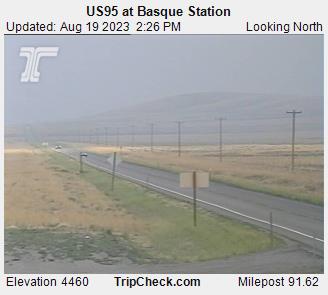 US95 at Basque Station
Updated: Aug 19 2023 2:26 PM Looking North
Elevation 4460 TripCheck.com Milepost 91.62